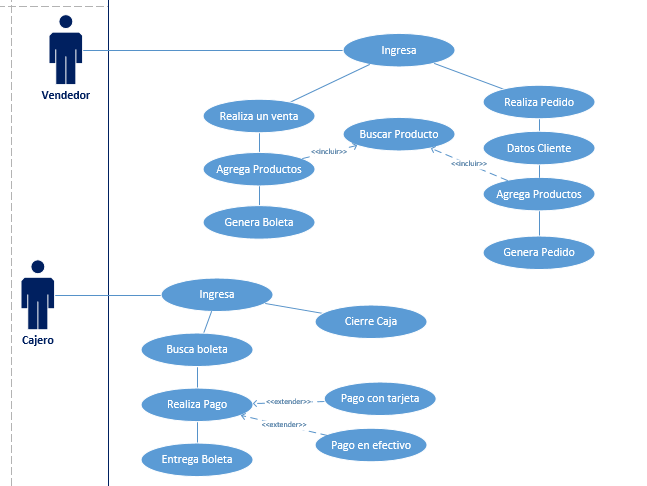 Ingresa
Vendedor
Realiza Pedido
Realiza un venta
Buscar Producto
Datos Cliente
<<incluir>>
<<incluir>>
Agrega Productos
Agrega Productos
Genera Boleta
Genera Pedido
Ingresa
Cajero
Cierre Caja
Busca boleta
Realiza Pago
<<extender>>
Pago con tarjeta
<<extender>>
Pago en efectivo
Entrega Boleta